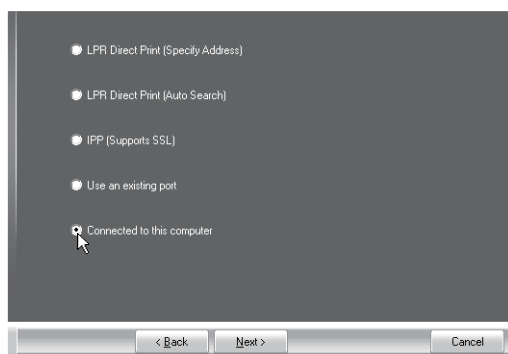 LPR Direct Print (Specify Address)
LPR Direct Print (Auto Search)
IPP (Supports SSL)
Use an existing port
Connected to this computer
< Back Next > Cancel